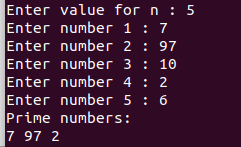 Enter value for n : 5
Enter number 1 : 7
Enter number 2 : 97
Enter number 3 : 10
Enter number 4 : 2
Enter number 5 : 6
Prime numbers:
7 97 2